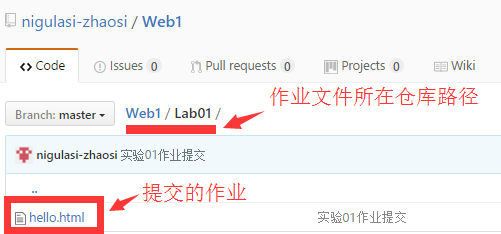 nigulasi-zhaosi / Web1
Code Issues 0 Pull requests 0 Projects 0 Wiki
作业文件所在仓库路径
Branch: master Web1 / Lab01 /
nigulasi-zhaosi 实验01作业提交
..
提交的作业
hello.html 实验01作业提交